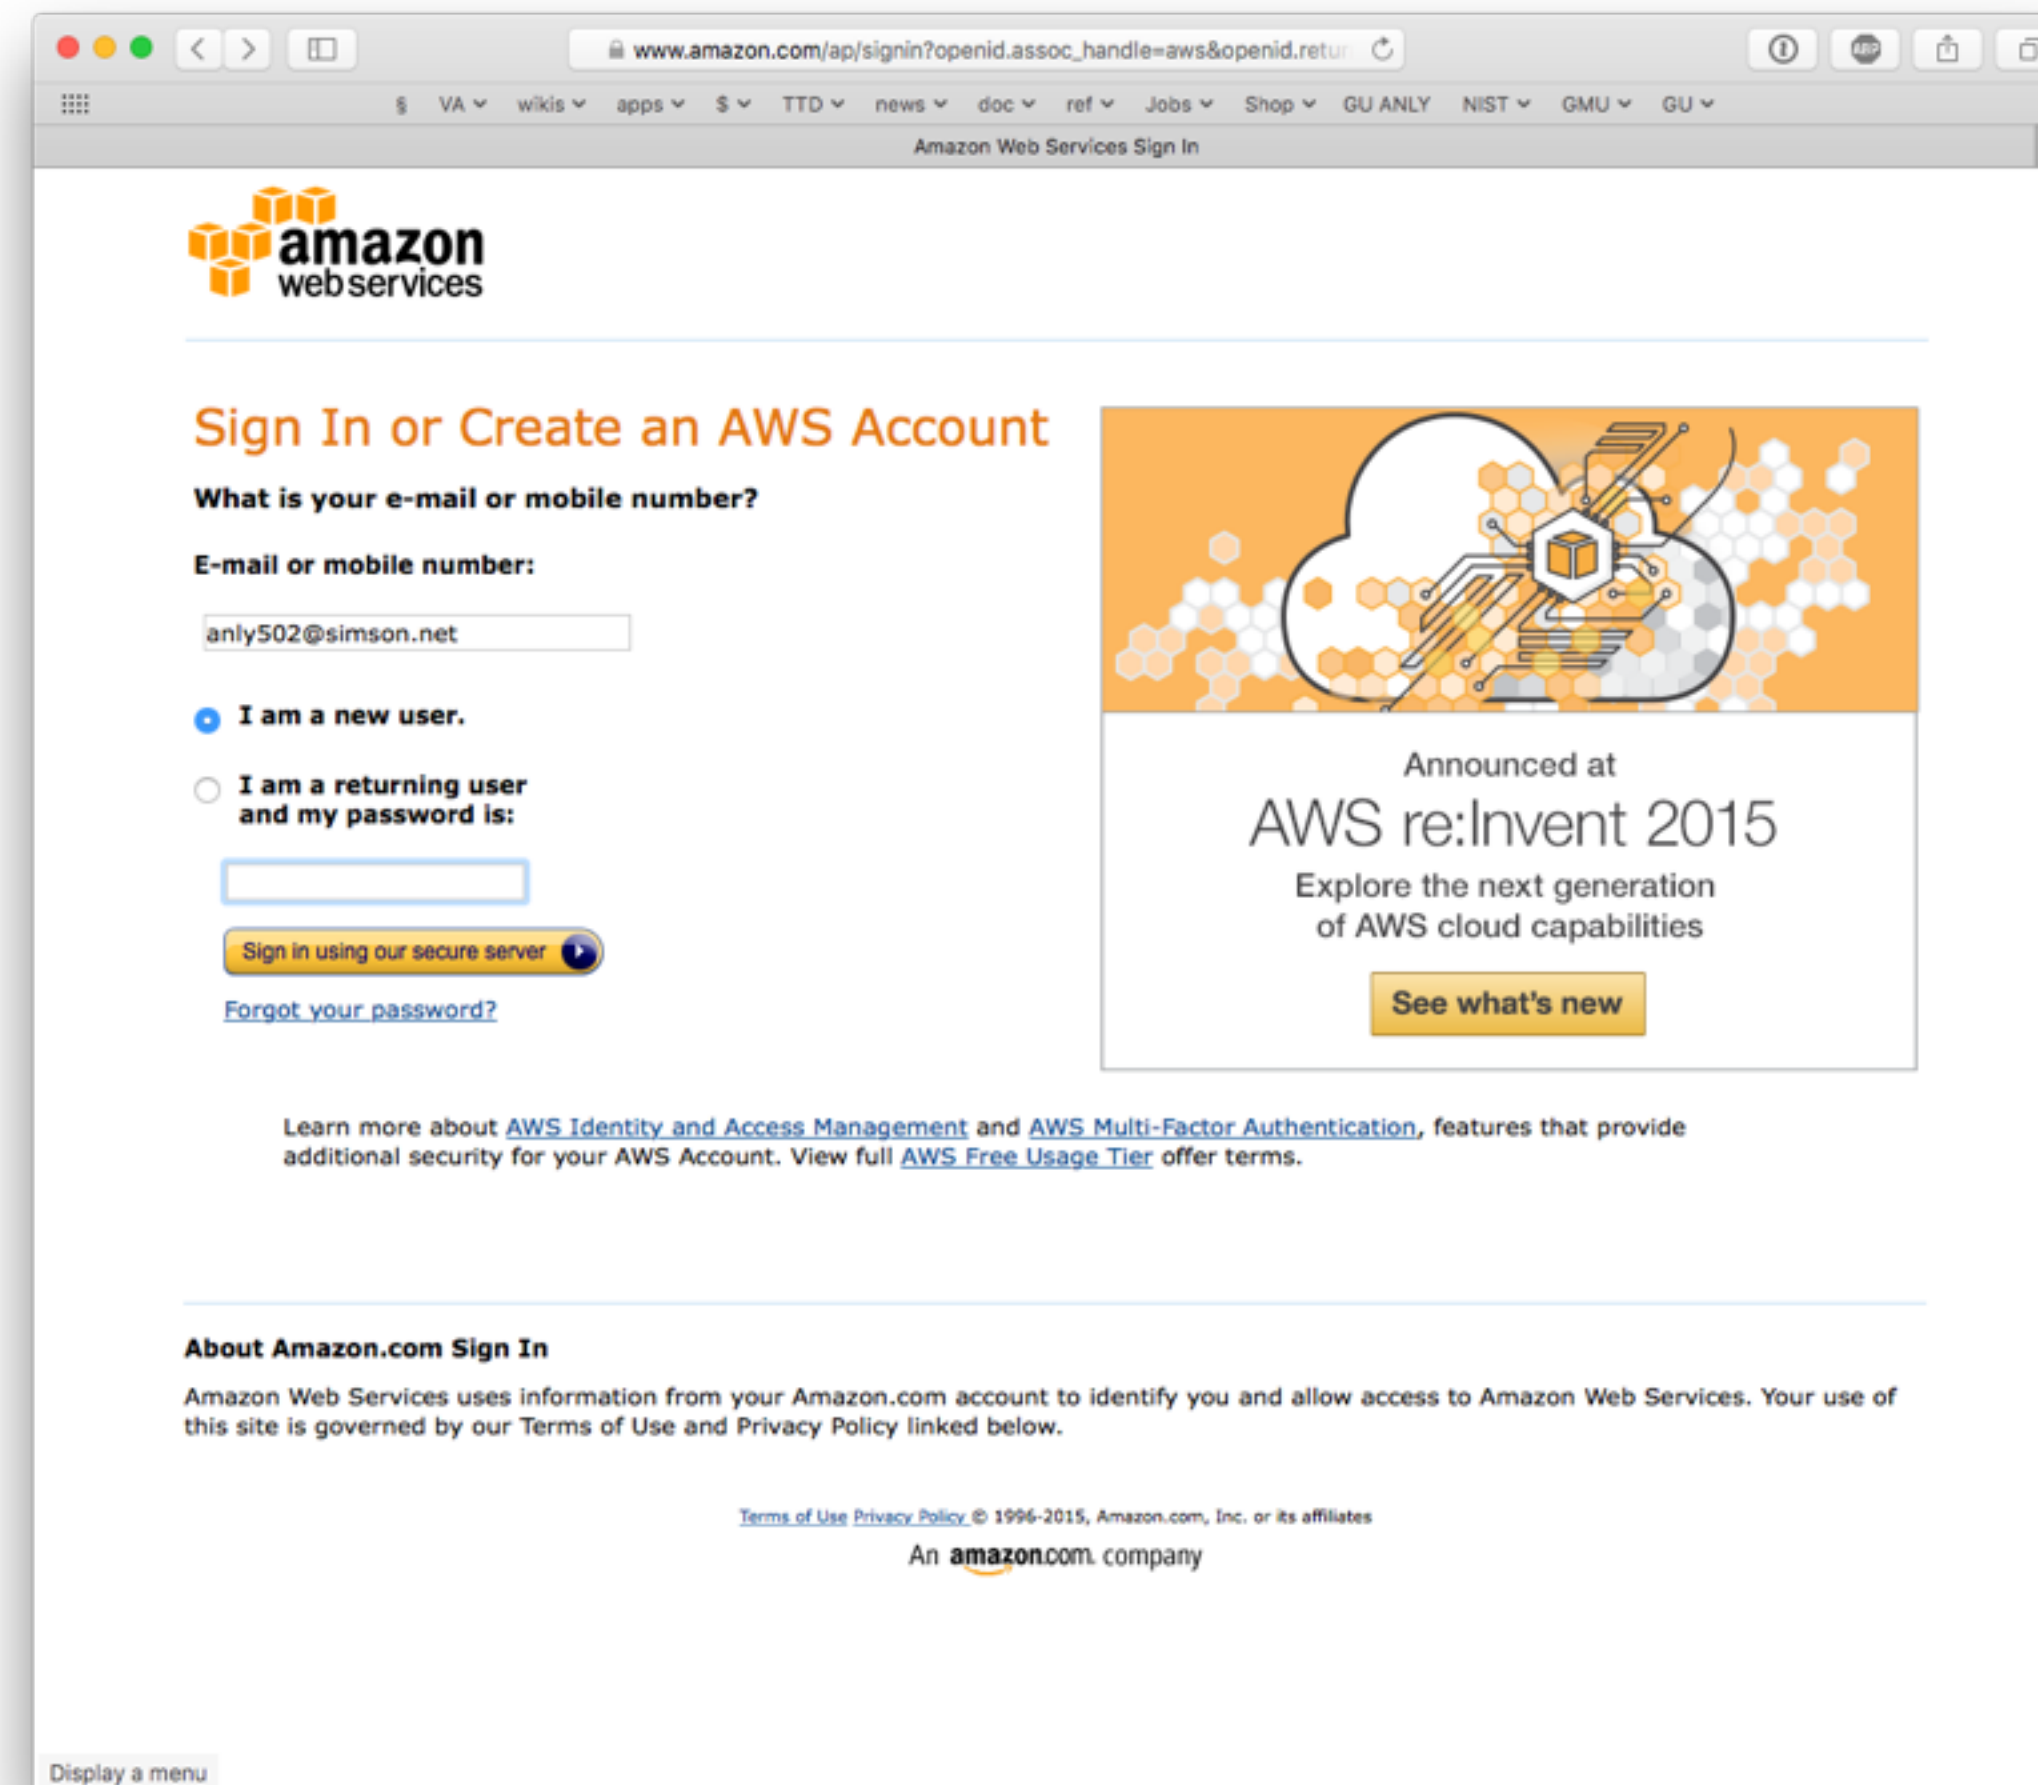 www.amazon.com/ap/signin?openid.assoc_handle=aws&openid.retur
§ VA wikis apps $ TTD news doc ref Jobs Shop GU ANLY NIST GMU GU
Amazon Web Services Sign In
amazon
webservices
Sign In or Create an AWS Account
What is your e-mail or mobile number?
E-mail or mobile number:
anly502@simson.net
I am a new user.
I am a returning user
and my password is:
Sign in using our secure server
Forgot your password?
Announced at
AWS re:Invent 2015
Explore the next generation
of AWS cloud capabilities
See what's new
Learn more about AWS Identity and Access Management and AWS Multi-Factor Authentication, features that provide
additional security for your AWS Account. View full AWS Free Usage Tier offer terms.
About Amazon.com Sign In
Amazon Web Services uses information from your Amazon.com account to identify you and allow access to Amazon Web Services. Your use of
this site is governed by our Terms of Use and Privacy Policy linked below.
Terms of Use Privacy Policy © 1996-2015, Amazon.com, Inc. or its affiliates
An amazon.com. company
Display a menu